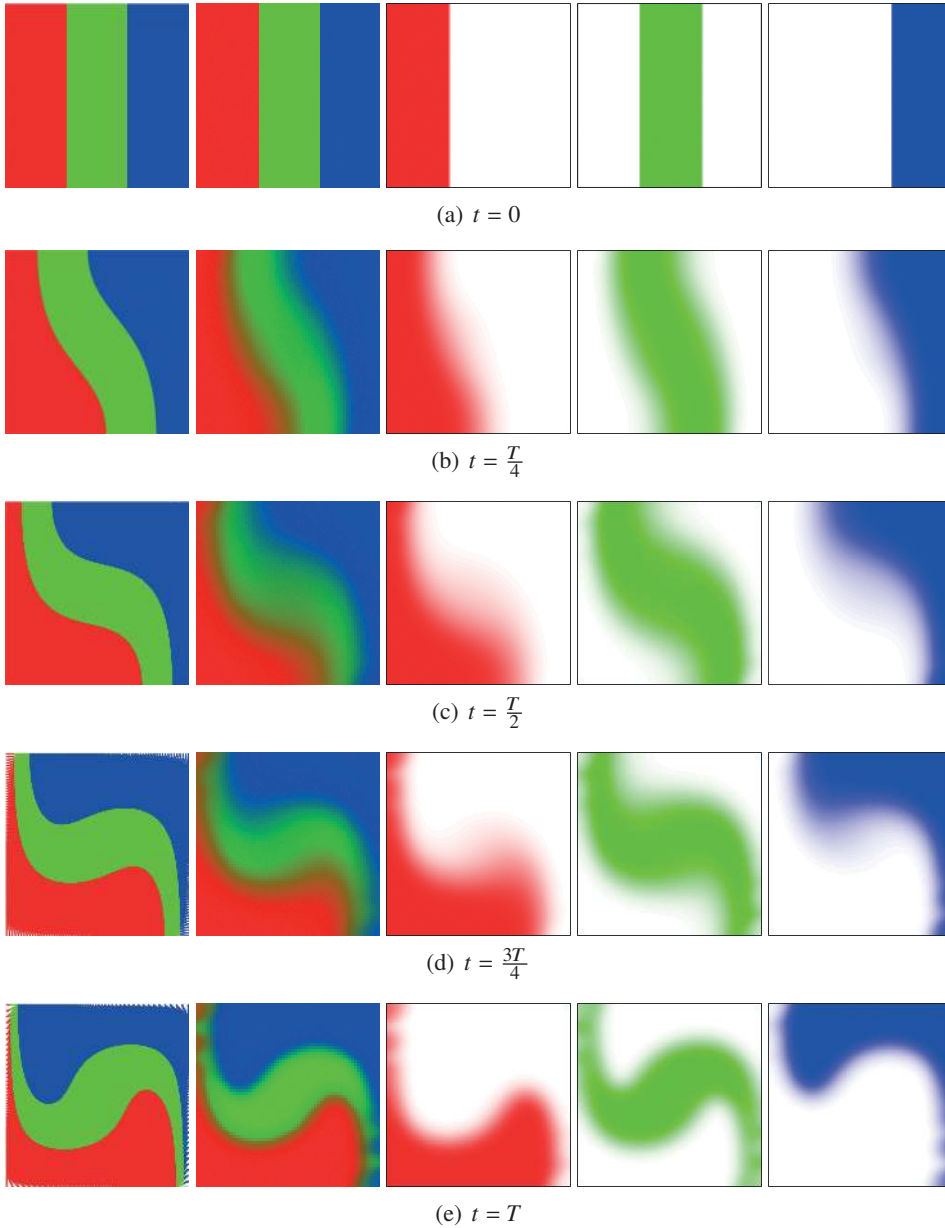 (a) t = 0
(b) t = T/4
(c) t = T/2
(d) t = 3T/4
(e) t = T